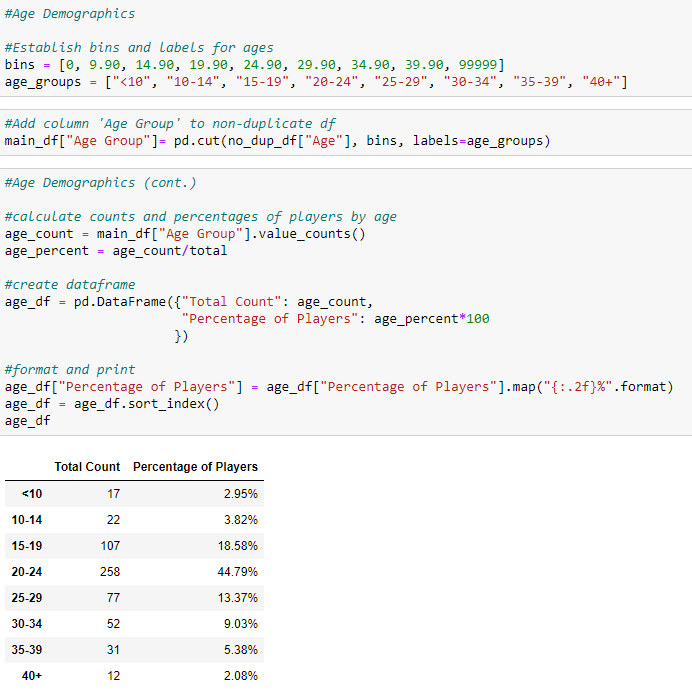 #Age Demographics
#Establish bins and labels for ages
bins = [0, 9.90, 14.90, 19.90, 24.90, 29.90, 34.90, 39.90, 99999]
age_groups = ["<10", "10-14", "15-19", "20-24", "25-29", "30-34", "35-39", "40+"]
#Add column 'Age Group' to non-duplicate df
main_df["Age Group"]= pd.cut(no_dup_df["Age"], bins, labels=age_groups)
#Age Demographics (cont.)
#calculate counts and percentages of players by age
age_count = main_df["Age Group"].value_counts()
age_percent = age_count/total
#create dataframe
age_df = pd.DataFrame({"Total Count": age_count,
"Percentage of Players": age_percent*100
})
#format and print
age_df["Percentage of Players"] = age_df["Percentage of Players"].map("{:.2f}%".format)
age_df = age_df.sort_index()
age_df
Total Count Percentage of Players
<10 17 2.95%
10-14 22 3.82%
15-19 107 18.58%
20-24 258 44.79%
25-29 77 13.37%
30-34 52 9.03%
35-39 31 5.38%
40+ 12 2.08%